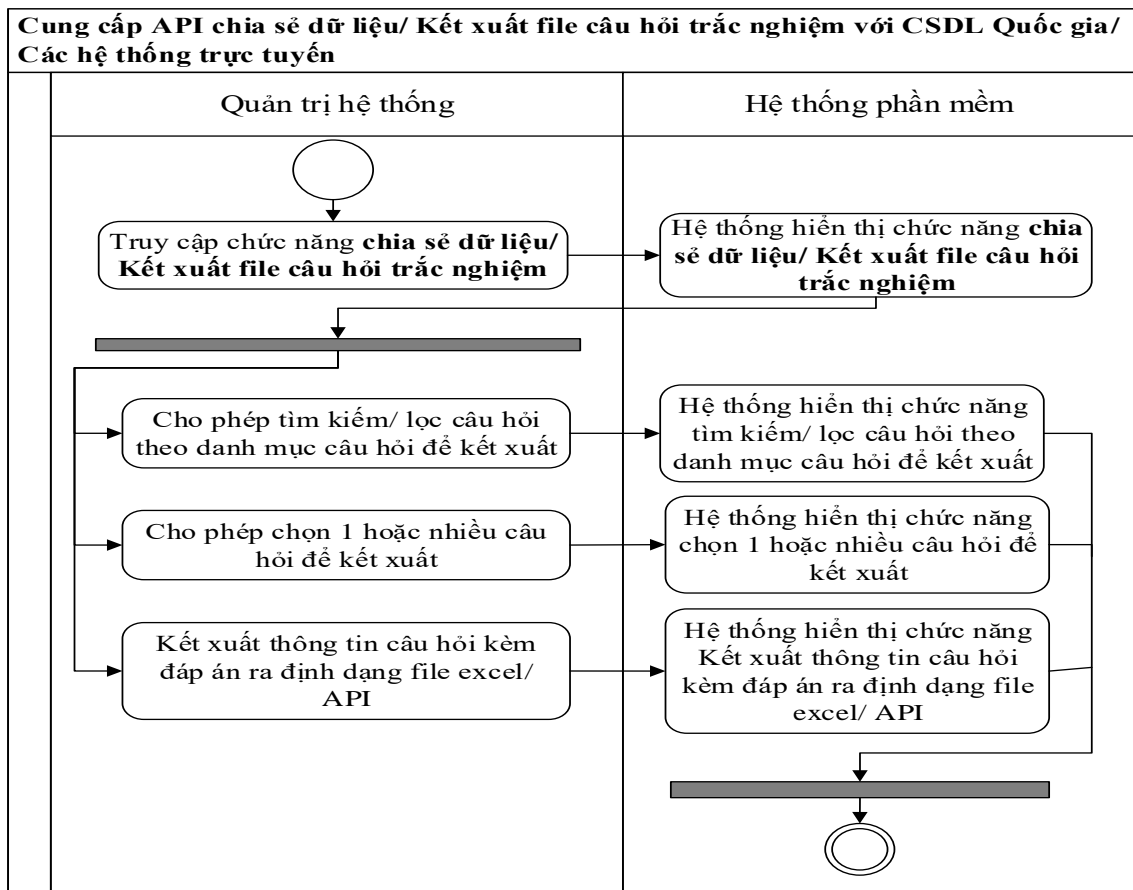 Cung cấp API chia sẻ dữ liệu/ Kết xuất file câu hỏi trắc nghiệm với CSDL Quốc gia/
Các hệ thống trực tuyến
Quản trị hệ thống
Hệ thống phần mềm
Truy cập chức năng chia sẻ dữ liệu/
Kết xuất file câu hỏi trắc nghiệm
Hệ thống hiển thị chức năng chia
sẻ dữ liệu/ Kết xuất file câu hỏi
trắc nghiệm
Cho phép tìm kiếm/ lọc câu hỏi
theo danh mục câu hỏi để kết xuất
Hệ thống hiển thị chức năng
tìm kiếm/ lọc câu hỏi theo
danh mục câu hỏi để kết xuất
Cho phép chọn 1 hoặc nhiều câu
hỏi để kết xuất
Hệ thống hiển thị chức năng
chọn 1 hoặc nhiều câu hỏi để
kết xuất
Kết xuất thông tin câu hỏi kèm
đáp án ra định dạng file excel/
API
Hệ thống hiển thị chức năng
Kết xuất thông tin câu hỏi
kèm đáp án ra định dạng file
excel/ API